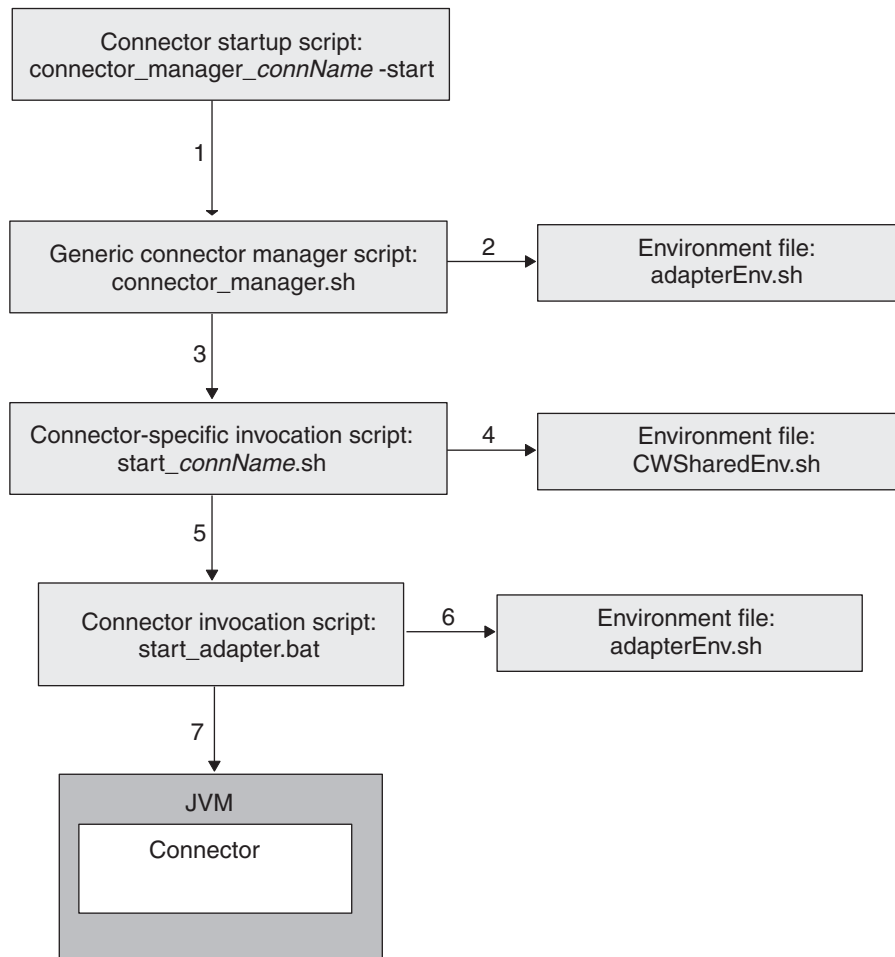 Connector startup script:
connector_manager_connName -start
1
Generic connector manager script:
connector_manager.sh
2
Environment file:
adapterEnv.sh
3
Connector-specific invocation script:
start_connName.sh
4
Environment file:
CWSharedEnv.sh
5
Connector invocation script:
start_adapter.bat
6
Environment file:
adapterEnv.sh
7
JVM
Connector